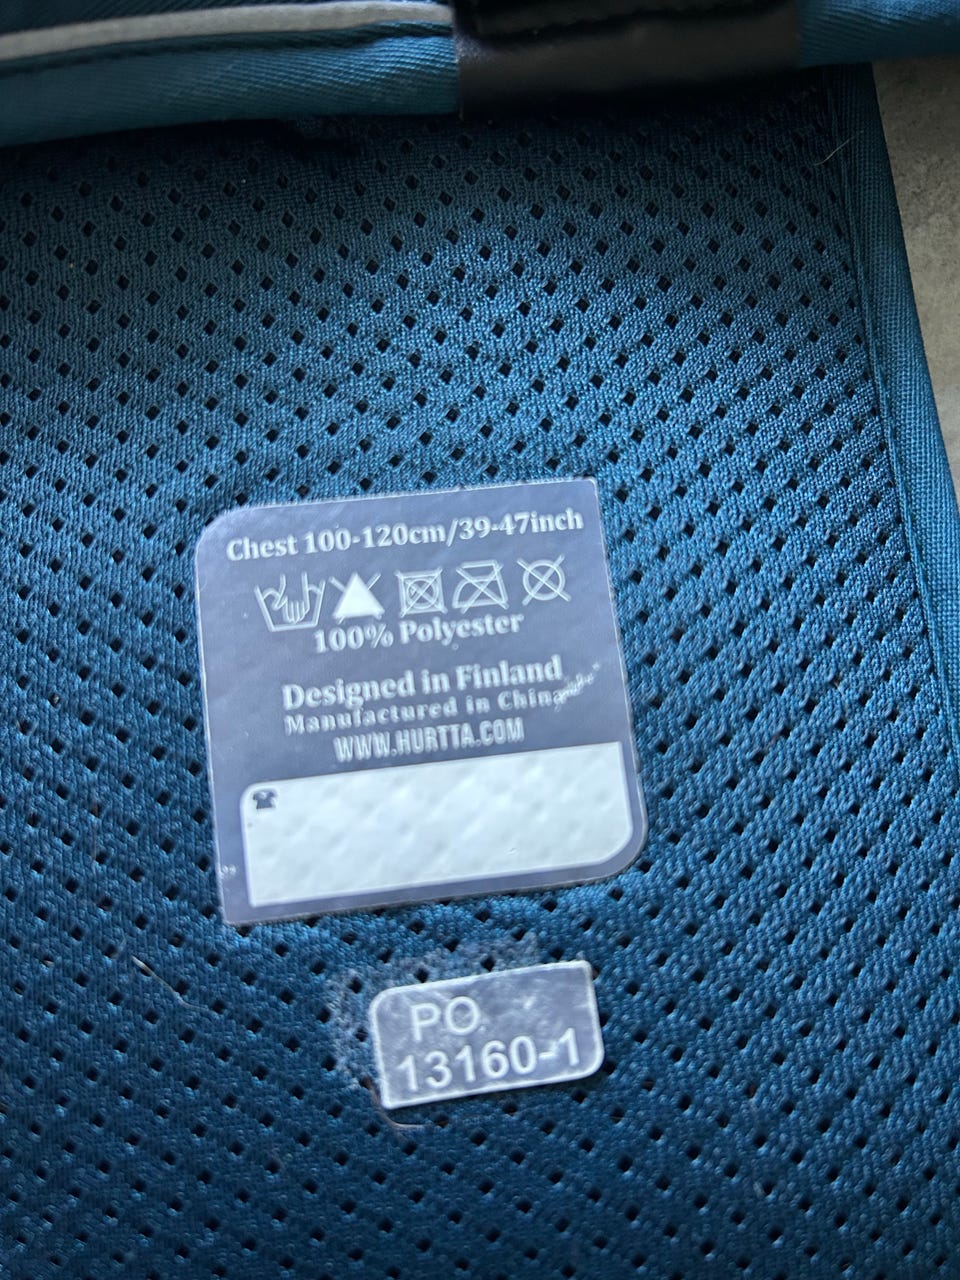 Chest 100-120cm/39-47inch
100% Polyester
Designed in Finland
Manufactured in China
WWW.HURTTA.COM
PO.
13160-1